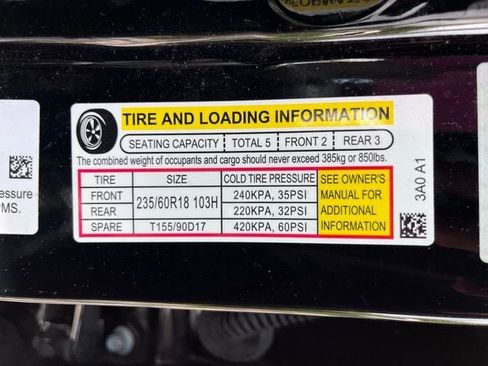 TIRE AND LOADING INFORMATION
SEATING CAPACITY TOTAL 5 FRONT 2 REAR 3
The combined weight of occupants and cargo should never exceed 385kg or 850lbs.
TIRE SIZE COLD TIRE PRESSURE
FRONT 235/60R18 103H 240KPA, 35PSI
REAR 220KPA, 32PSI
SPARE T155/90D17 420KPA, 60PSI
SEE OWNER'S
MANUAL FOR
ADDITIONAL
INFORMATION
3A0 A1
ressure
PMS.